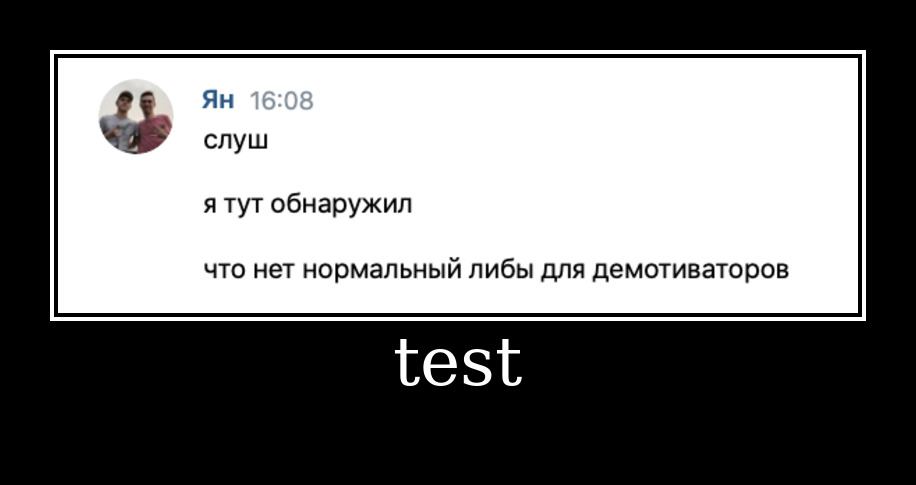 Ян 16:08
слуш
я тут обнаружил
что нет нормальный либы для демотиваторов
test